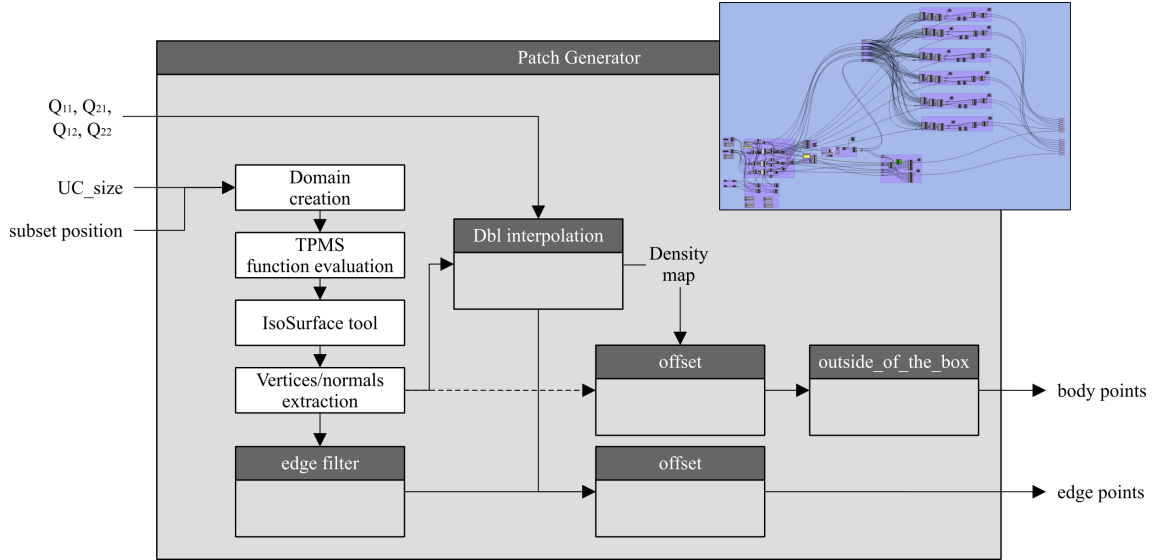 Patch Generator
Q11, Q21,
Q12, Q22
UC_size
subset position
Domain
creation
TPMS
function evaluation
IsoSurface tool
Vertices/normals
extraction
edge filter
Dbl interpolation
Density
map
offset
outside_of_the_box
body points
offset
edge points